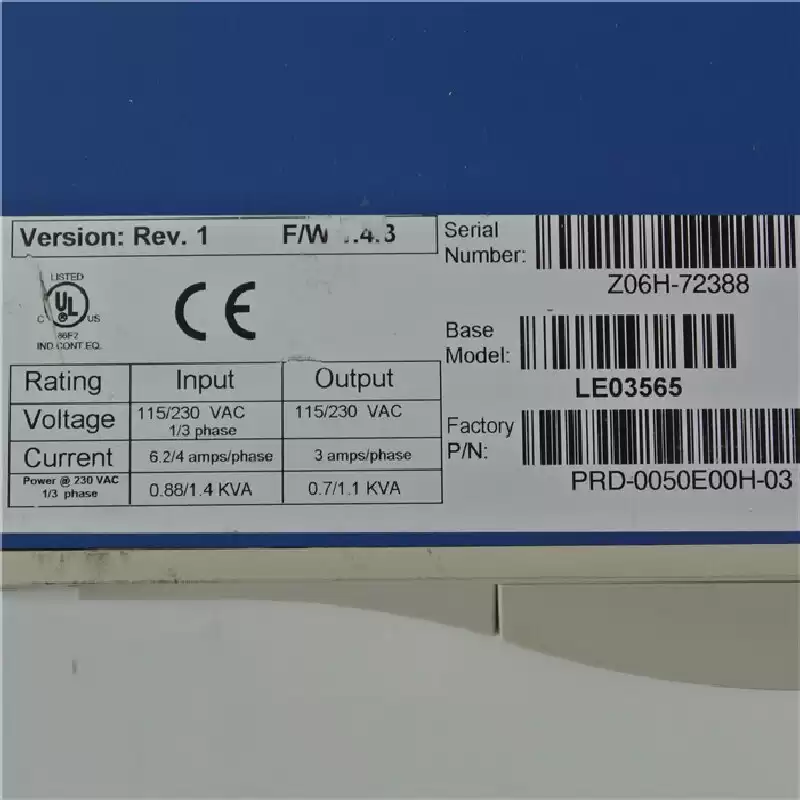 Version: Rev. 1
F/W
Serial
Number:
Z06H-72388
LISTED
UL
C US
IND.CONT.EQ.
CE
Base
Model:
LE03565
Rating Input Output
Voltage 115/230 VAC 115/230 VAC
1/3 phase
Current 6.2/4 amps/phase 3 amps/phase
Power @ 230 VAC 0.88/1.4 KVA 0.7/1.1 KVA
1/3 phase
Factory
P/N:
PRD-0050E00H-03